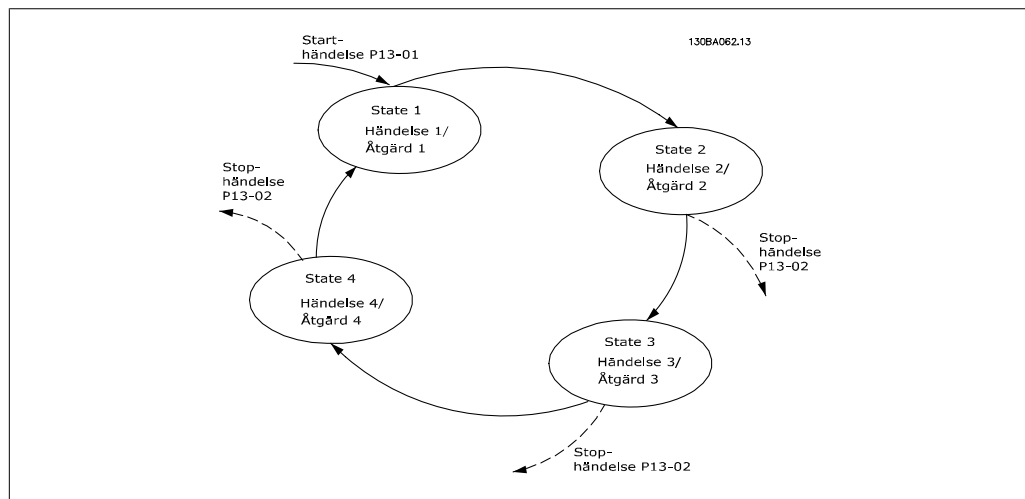 Start-
händelse P13-01
130BA062.13
State 1
Händelse 1/
Åtgärd 1
State 2
Händelse 2/
Åtgärd 2
Stop-
händelse
P13-02
Stop-
händelse
P13-02
State 4
Händelse 4/
Åtgärd 4
State 3
Händelse 3/
Åtgärd 3
Stop-
händelse P13-02